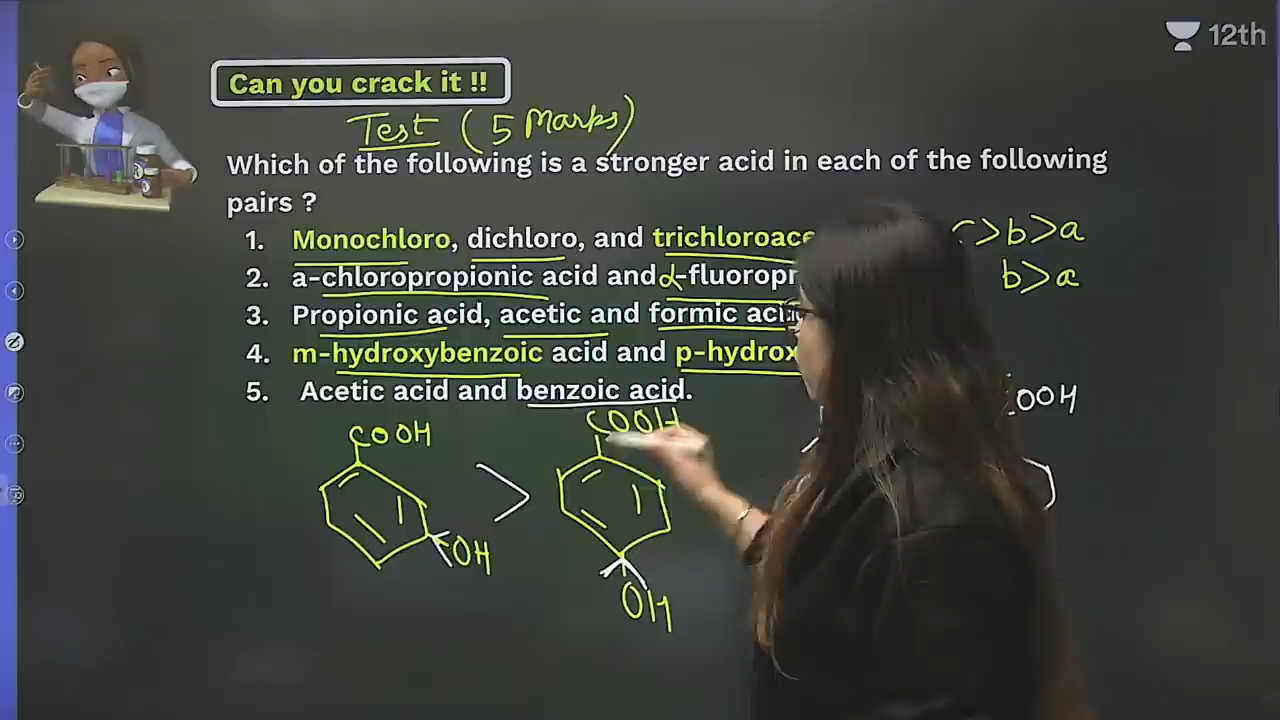 12th
Can you crack it !!
Test (5 Marks)
Which of the following is a stronger acid in each of the following
pairs ?
1. Monochloro, dichloro, and trichloroace
>b>a
2. a-chloropropionic acid and α-fluoropr
b>a
3. Propionic acid, acetic and formic aci
4. m-hydroxybenzoic acid and p-hydrox
5. Acetic acid and benzoic acid.
COOH
COOH
OOH
>
OH
OH